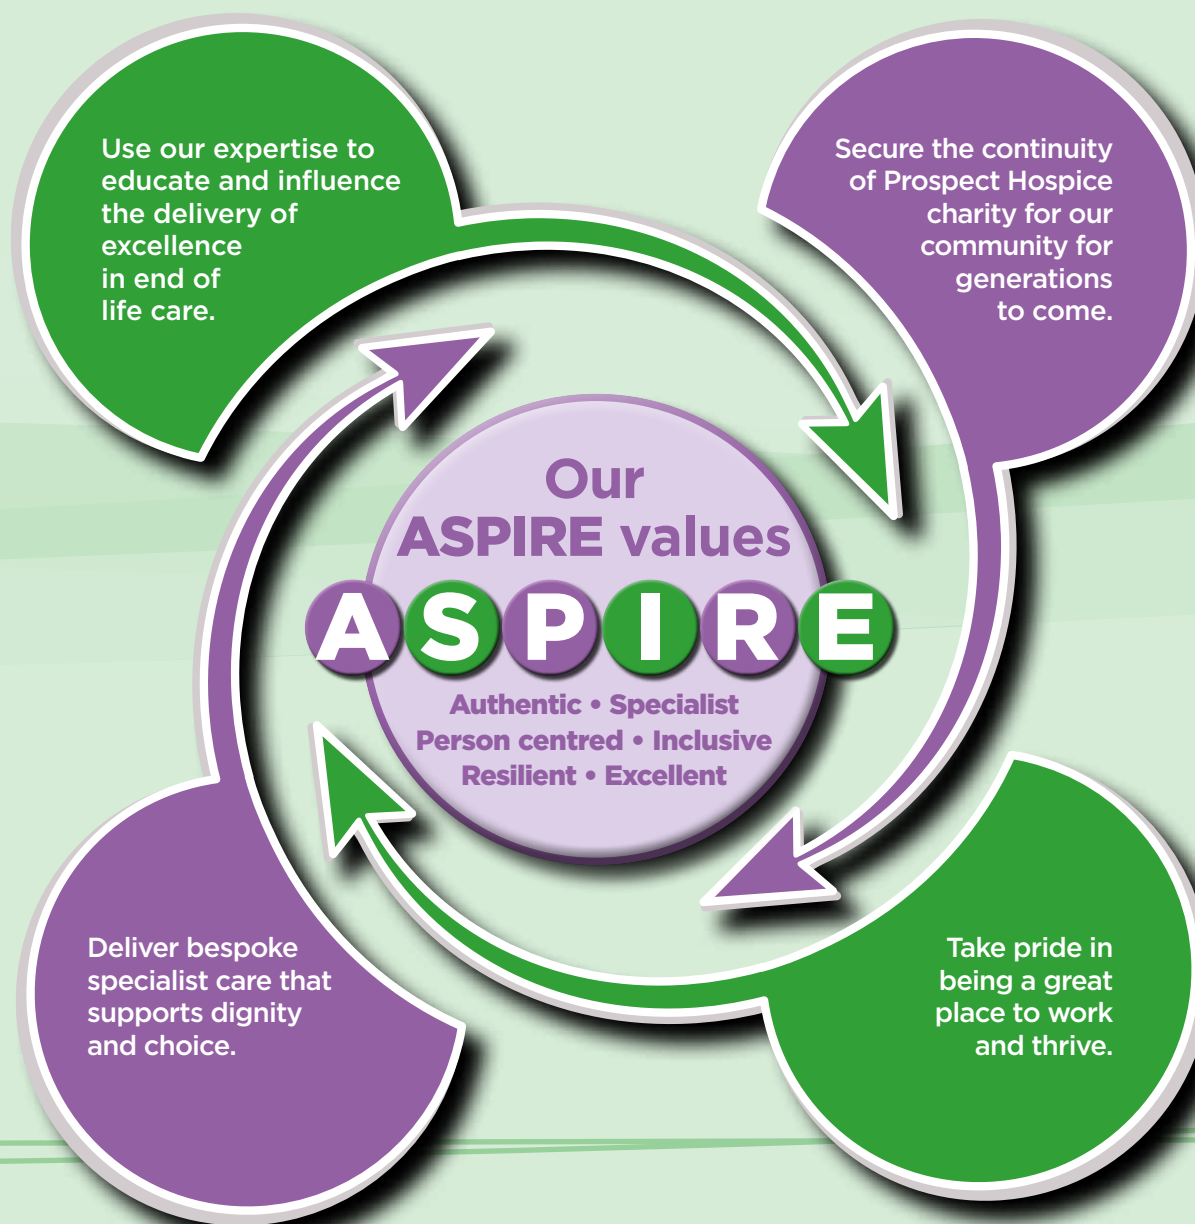 Use our expertise to
educate and influence
the delivery of
excellence
in end of
life care.
Secure the continuity
of Prospect Hospice
charity for our
community for
generations
to come.
Our
ASPIRE values
ASPIRE
Authentic • Specialist
Person centred • Inclusive
Resilient • Excellent
Deliver bespoke
specialist care that
supports dignity
and choice.
Take pride in
being a great
place to work
and thrive.